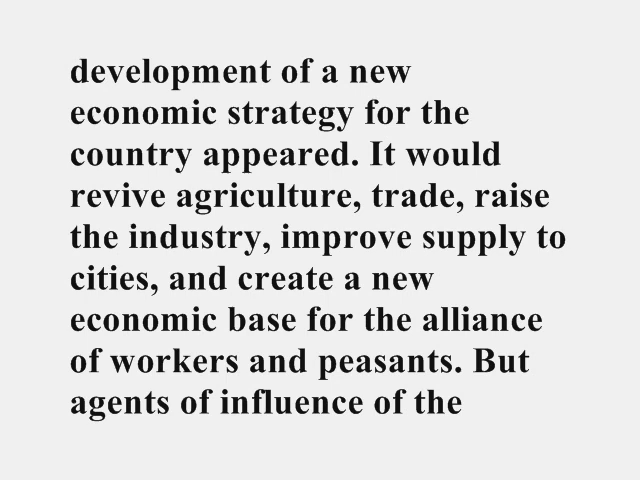 development of a new
economic strategy for the
country appeared. It would
revive agriculture, trade, raise
the industry, improve supply to
cities, and create a new
economic base for the alliance
of workers and peasants. But
agents of influence of the